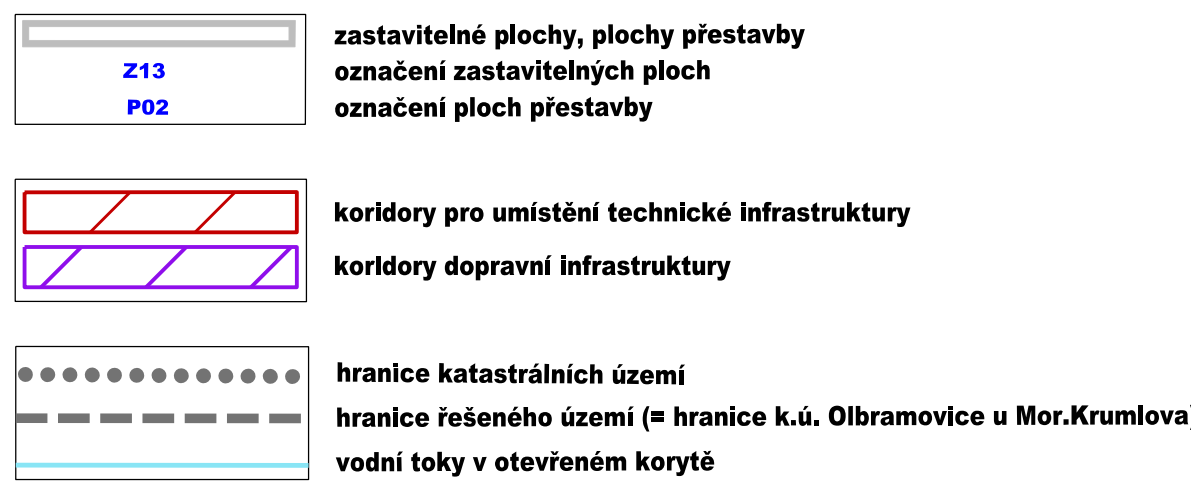 zastavitelné plochy, plochy přestavby
Z13 označení zastavitelných ploch
P02 označení ploch přestavby
koridory pro umístění technické infrastruktury
koridory dopravní infrastruktury
hranice katastrálních území
hranice řešeného území (= hranice k.ú. Olbramovice u Mor.Krumlova)
vodní toky v otevřeném korytě